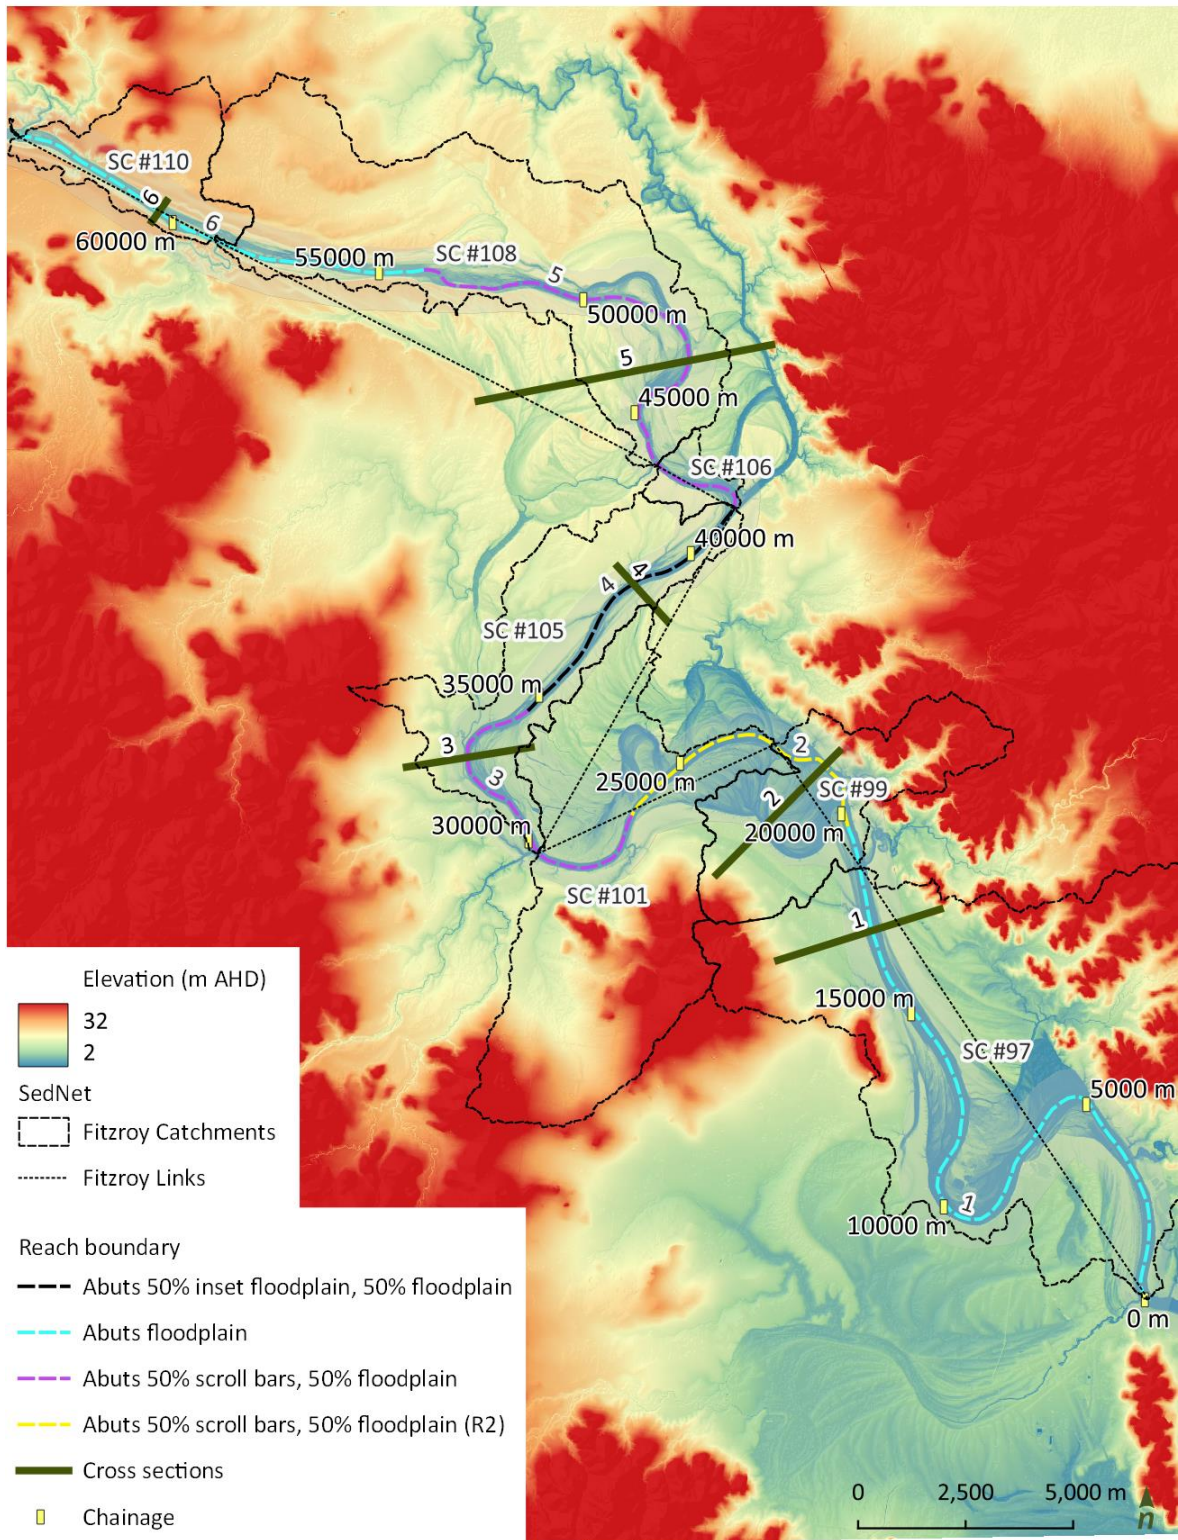 SC #110
6
6
60000 m
55000 m
SC #108
5
50000 m
5
45000 m
SC #106
40000 m
4
4
SC #105
35000 m
3
3
30000 m
2
25000 m
SC #99
2
20000 m
SC #101
1
15000 m
SC #97
5000 m
10000 m
1
0 m
Elevation (m AHD)
32
2
SedNet
Fitzroy Catchments
Fitzroy Links
Reach boundary
Abuts 50% inset floodplain, 50% floodplain
Abuts floodplain
Abuts 50% scroll bars, 50% floodplain
Abuts 50% scroll bars, 50% floodplain (R2)
Cross sections
Chainage
0 2,500 5,000 m
n